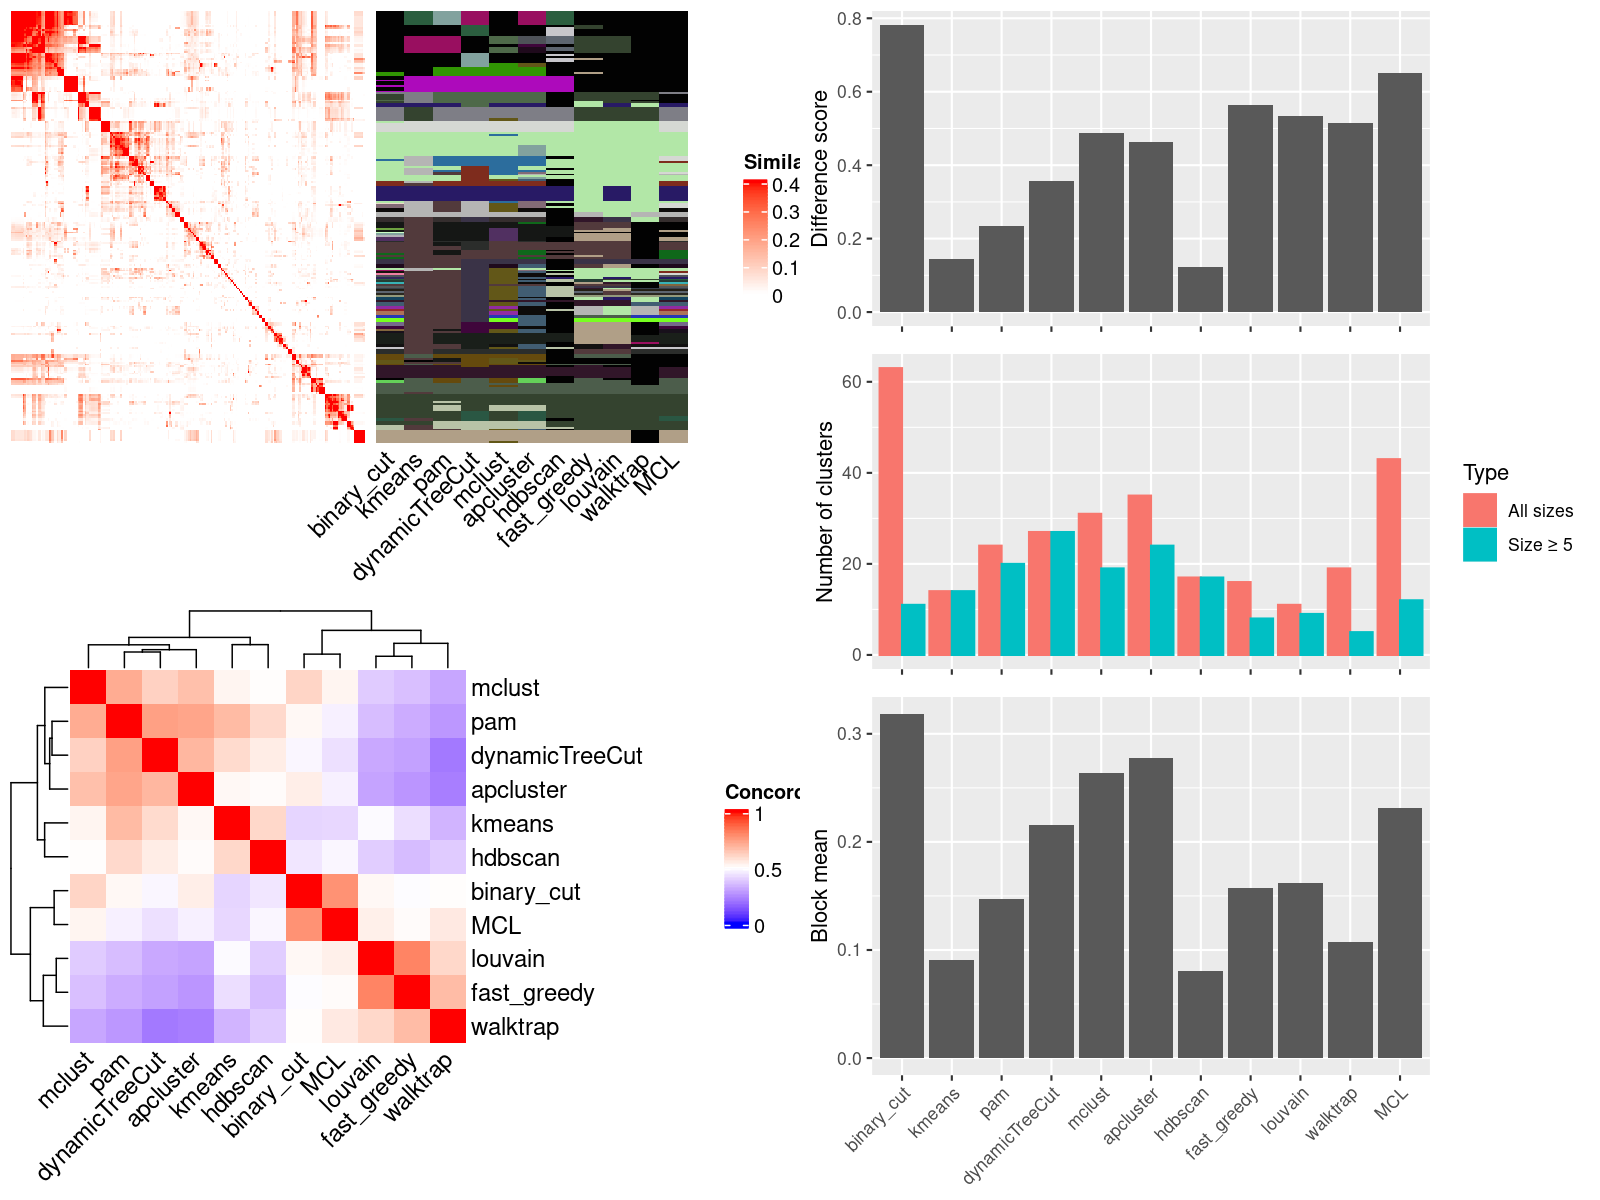 Simila
0.4
0.3
0.2
0.1
0
binary_cut
kmeans
pam
dynamicTreeCut
mclust
apcluster
hdbscan
fast_greedy
louvain
walktrap
MCL
mclust
pam
dynamicTreeCut
apcluster
kmeans
hdbscan
binary_cut
MCL
louvain
fast_greedy
walktrap
Concord
1
0.5
0
mclust
pam
dynamicTreeCut
apcluster
kmeans
hdbscan
binary_cut
MCL
louvain
fast_greedy
walktrap
Difference score
0.8
0.6
0.4
0.2
0.0
Number of clusters
60
40
20
0
Type
All sizes
Size ≥ 5
Block mean
0.3
0.2
0.1
0.0
binary_cut
kmeans
pam
dynamicTreeCut
mclust
apcluster
hdbscan
fast_greedy
louvain
walktrap
MCL